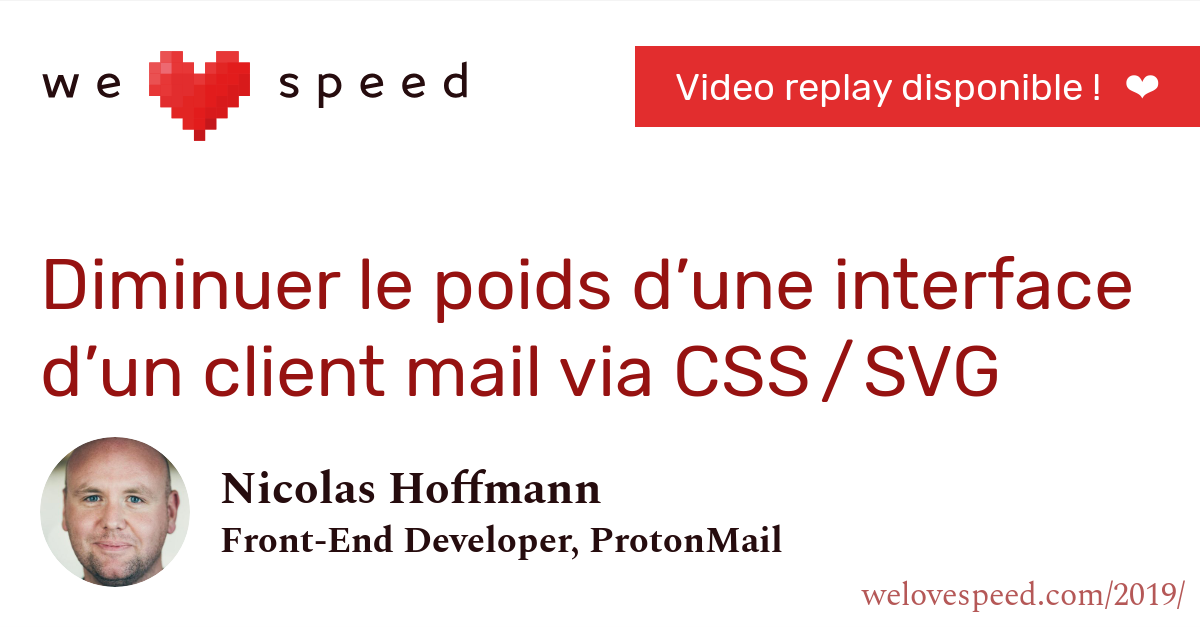 we ❤ speed
Video replay disponible ! ❤
Diminuer le poids d’une interface
d’un client mail via CSS / SVG
Nicolas Hoffmann
Front-End Developer, ProtonMail
welovespeed.com/2019/